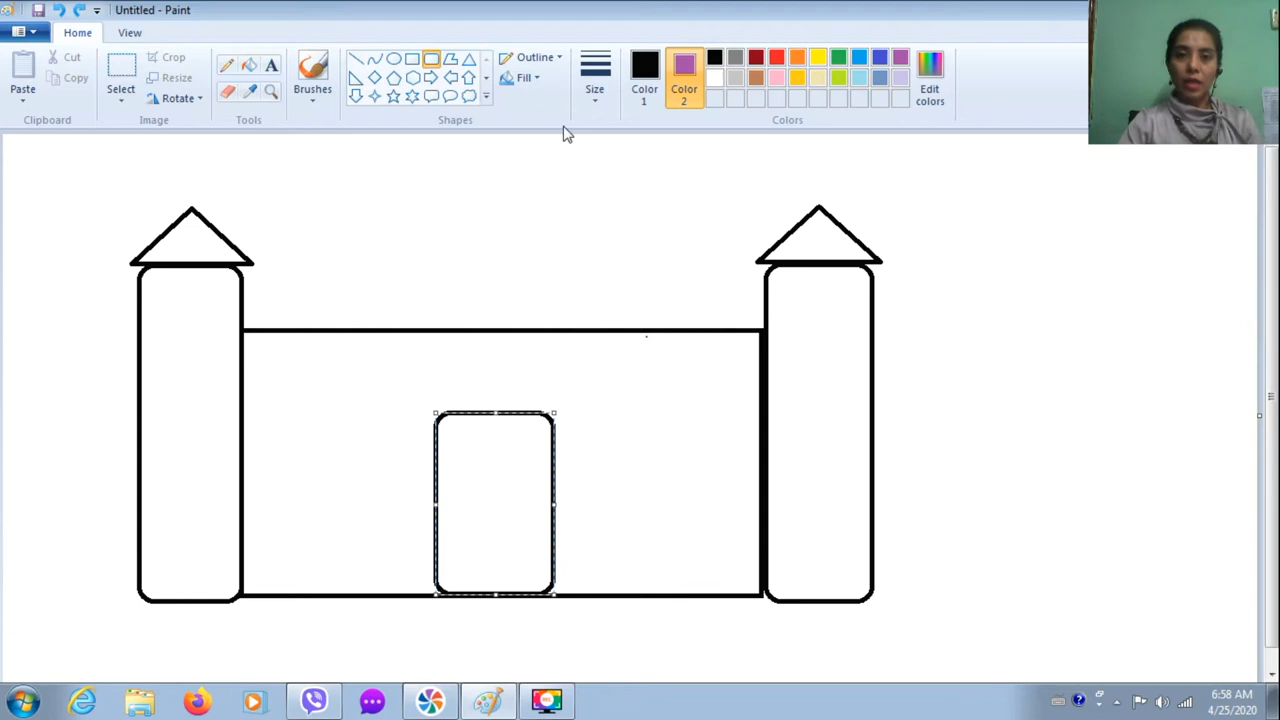 Untitled - Paint
Home
View
Paste
Cut
Copy
Clipboard
Select
Crop
Resize
Rotate
Image
Tools
Brushes
Shapes
Outline
Fill
Size
Color
1
Color
2
Edit
colors
Colors
6:58 AM
4/25/2020